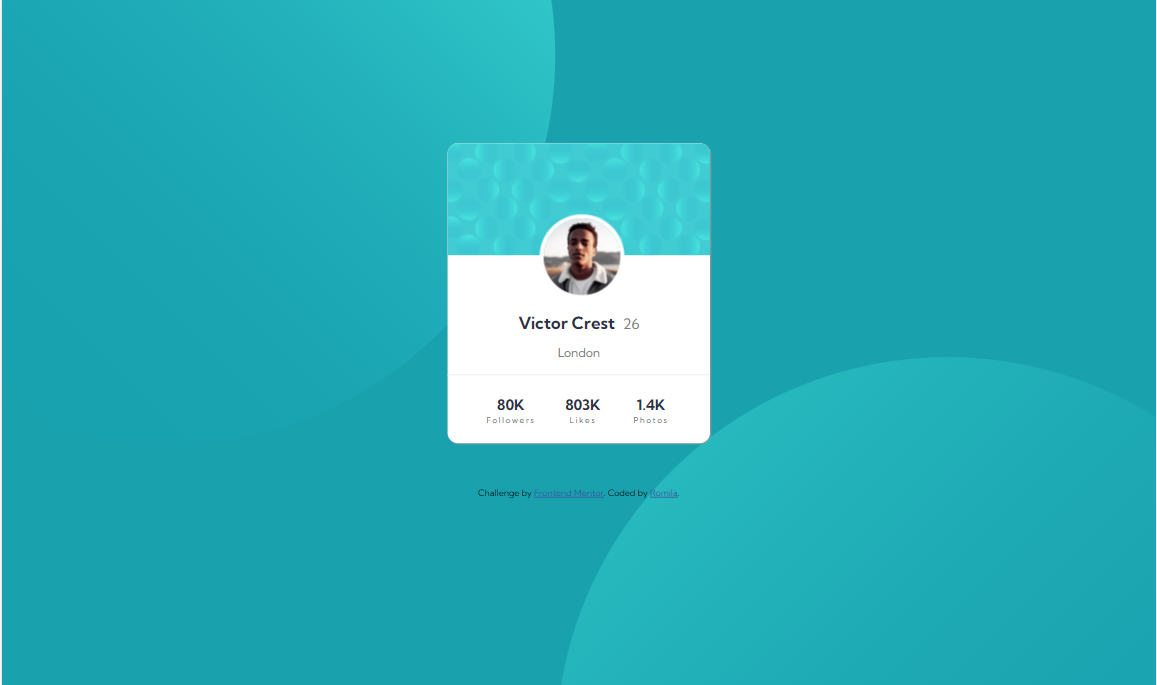 Victor Crest 26
London
80K 803K 1.4K
Followers Likes Photos
Challenge by Frontend Mentor. Coded by Romila.